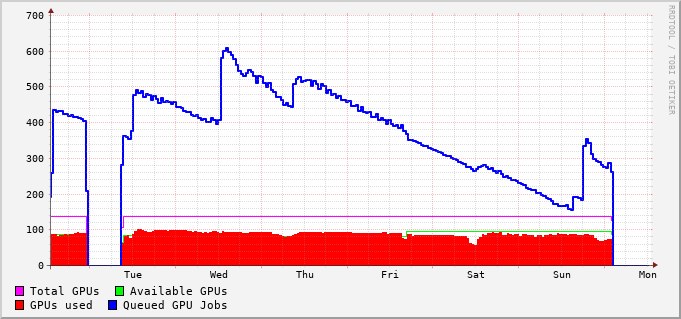 700
600
500
400
300
200
100
0
Tue Wed Thu Fri Sat Sun Mon
Total GPUs Available GPUs
GPUs used Queued GPU Jobs
RRDTOOL / TOBI OETIKER